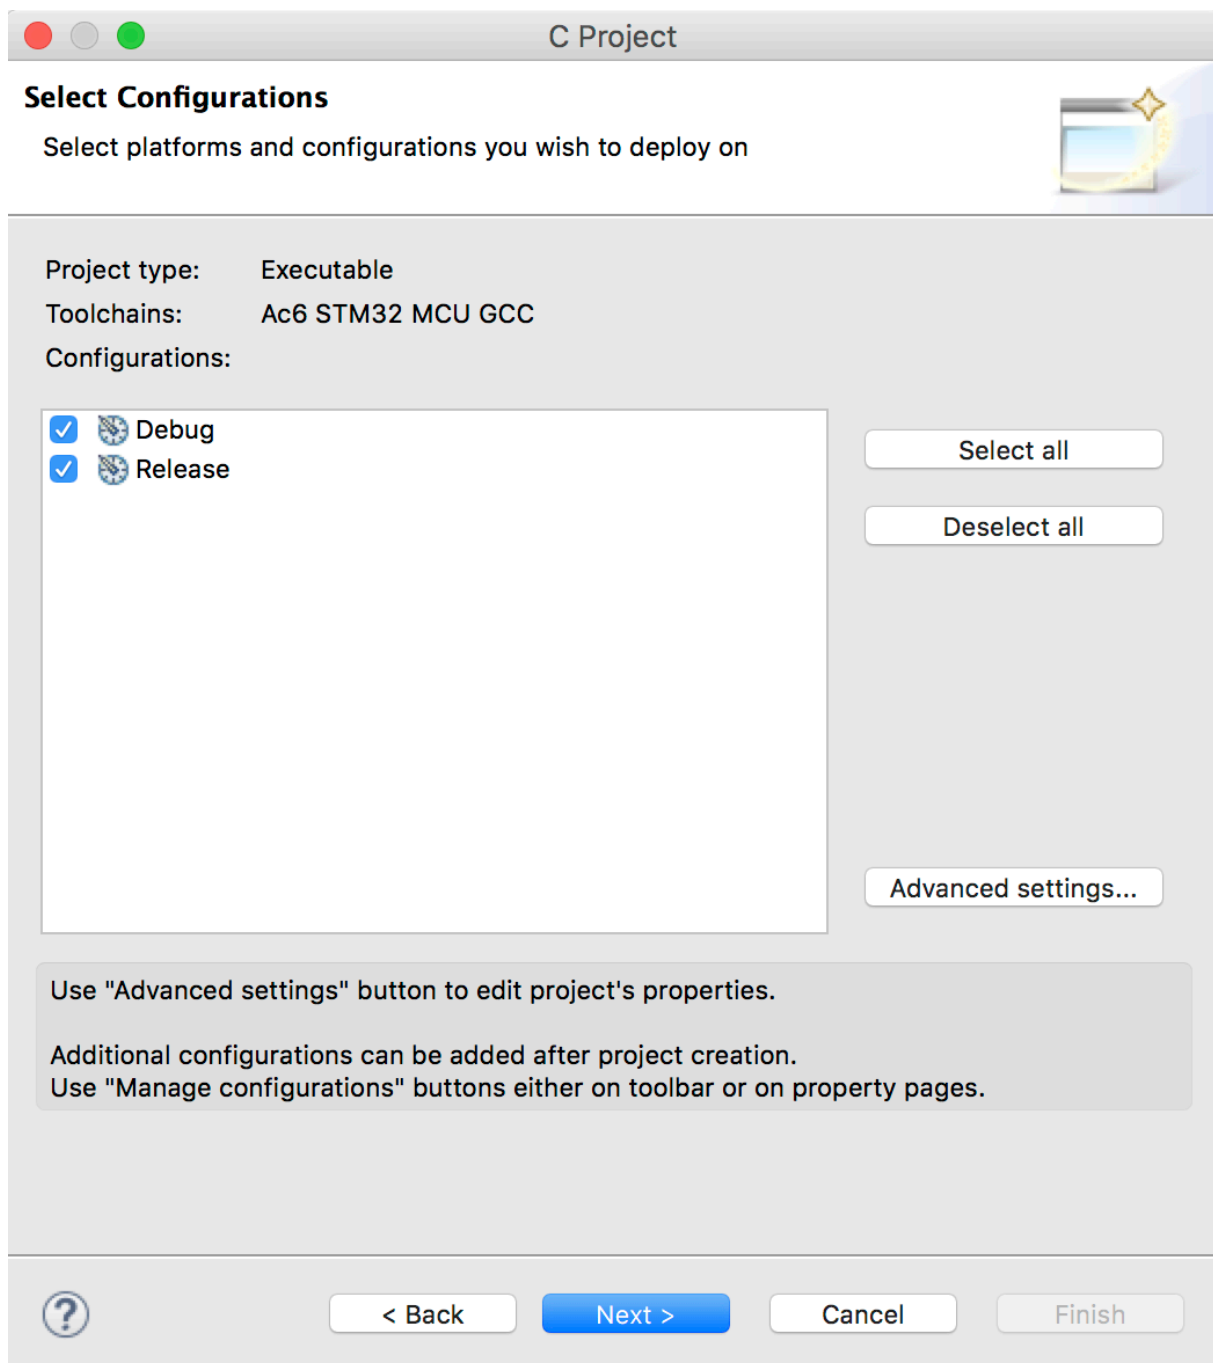 C Project
Select Configurations
Select platforms and configurations you wish to deploy on
Project type: Executable
Toolchains: Ac6 STM32 MCU GCC
Configurations:
Debug
Release
Select all
Deselect all
Advanced settings...
Use "Advanced settings" button to edit project's properties.
Additional configurations can be added after project creation.
Use "Manage configurations" buttons either on toolbar or on property pages.
?
< Back
Next >
Cancel
Finish